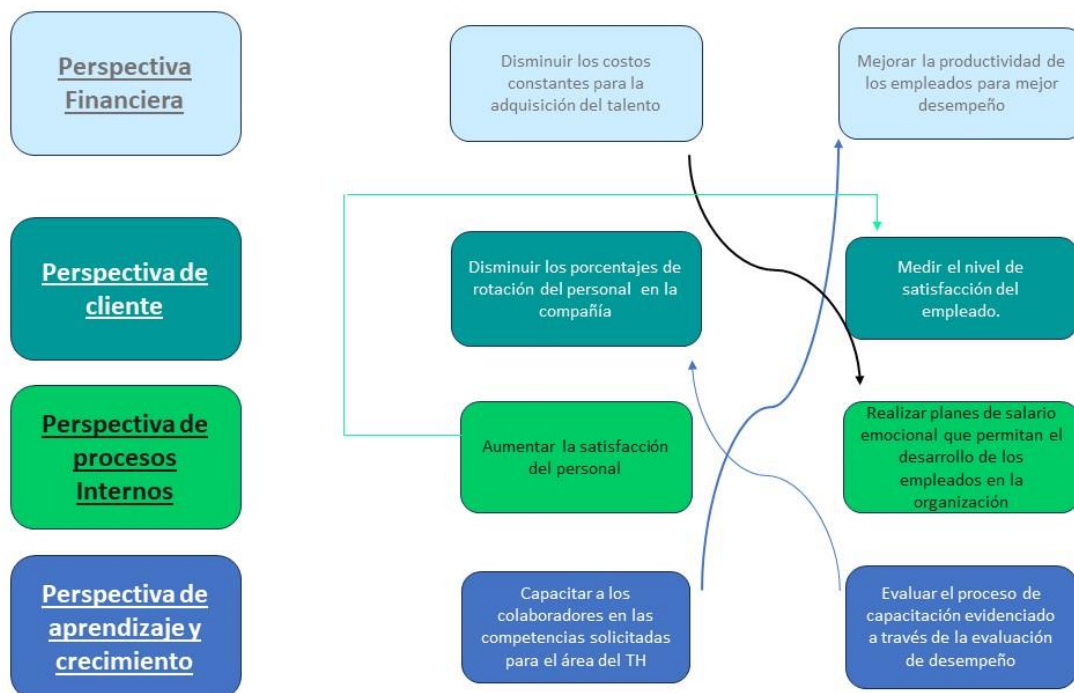 Perspectiva
Financiera
Disminuir los costos
constantes para la
adquisición del talento
Mejorar la productividad de
los empleados para mejor
desempeño
Perspectiva de
cliente
Disminuir los porcentajes de
rotación del personal en la
compañía
Medir el nivel de
satisfacción del
empleado.
Perspectiva de
procesos
Internos
Aumentar la satisfacción
del personal
Realizar planes de salario
emocional que permitan el
desarrollo de los
empleados en la
organización
Perspectiva de
aprendizaje y
crecimiento
Capacitar a los
colaboradores en las
competencias solicitadas
para el área del TH
Evaluar el proceso de
capacitación evidenciado
a través de la evaluación
de desempeño